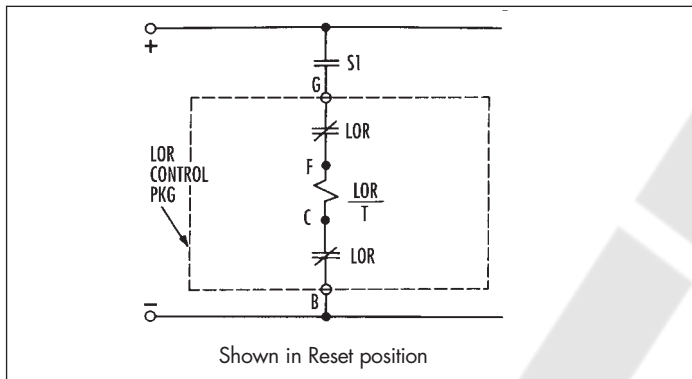 +
S1
G
LOR
LOR
CONTROL
PKG
F
LOR
T
C
LOR
B
−
Shown in Reset position